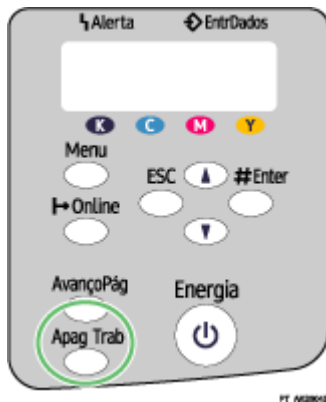 Alerta
EntrDados
K C M Y
Menu
ESC
#Enter
Online
AvançoPág
Energia
Apag Trab